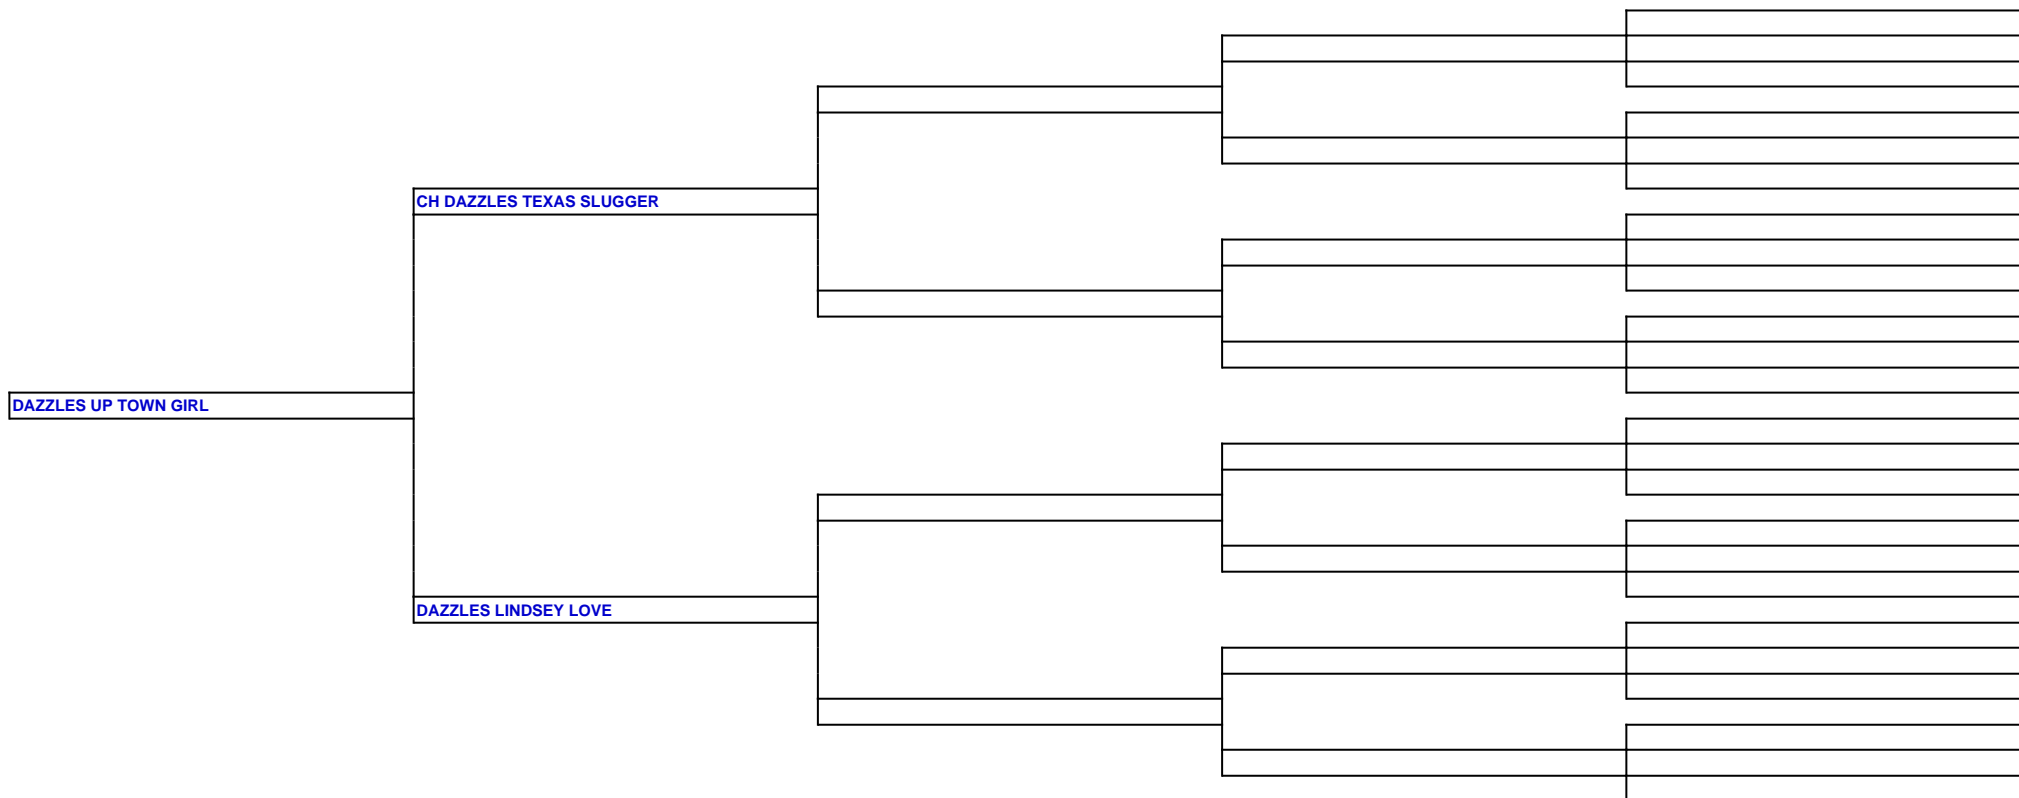 CH DAZZLES TEXAS SLUGGER
DAZZLES UP TOWN GIRL
DAZZLES LINDSEY LOVE